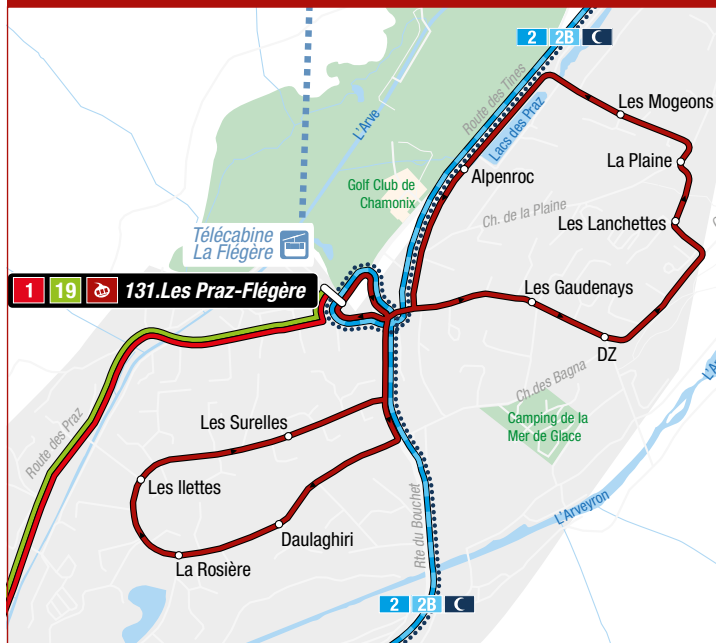 2 2B
Les Mogeons
Route des Tines
Lacs des Praz
L'Arve
La Plaine
Alpenroc
Golf Club de
Chamonix
Ch. de la Plaine
Les Lanchettes
Télécabine
La Flégère
1 19 131.Les Praz-Flégère
Les Gaudenays
DZ
Ch des Bagna
Les Surelles
Camping de la
Mer de Glace
Route des Praz
Les Ilettes
L'Arveyron
Daulaghiri
Rte du Bouchet
La Rosière
2 2B